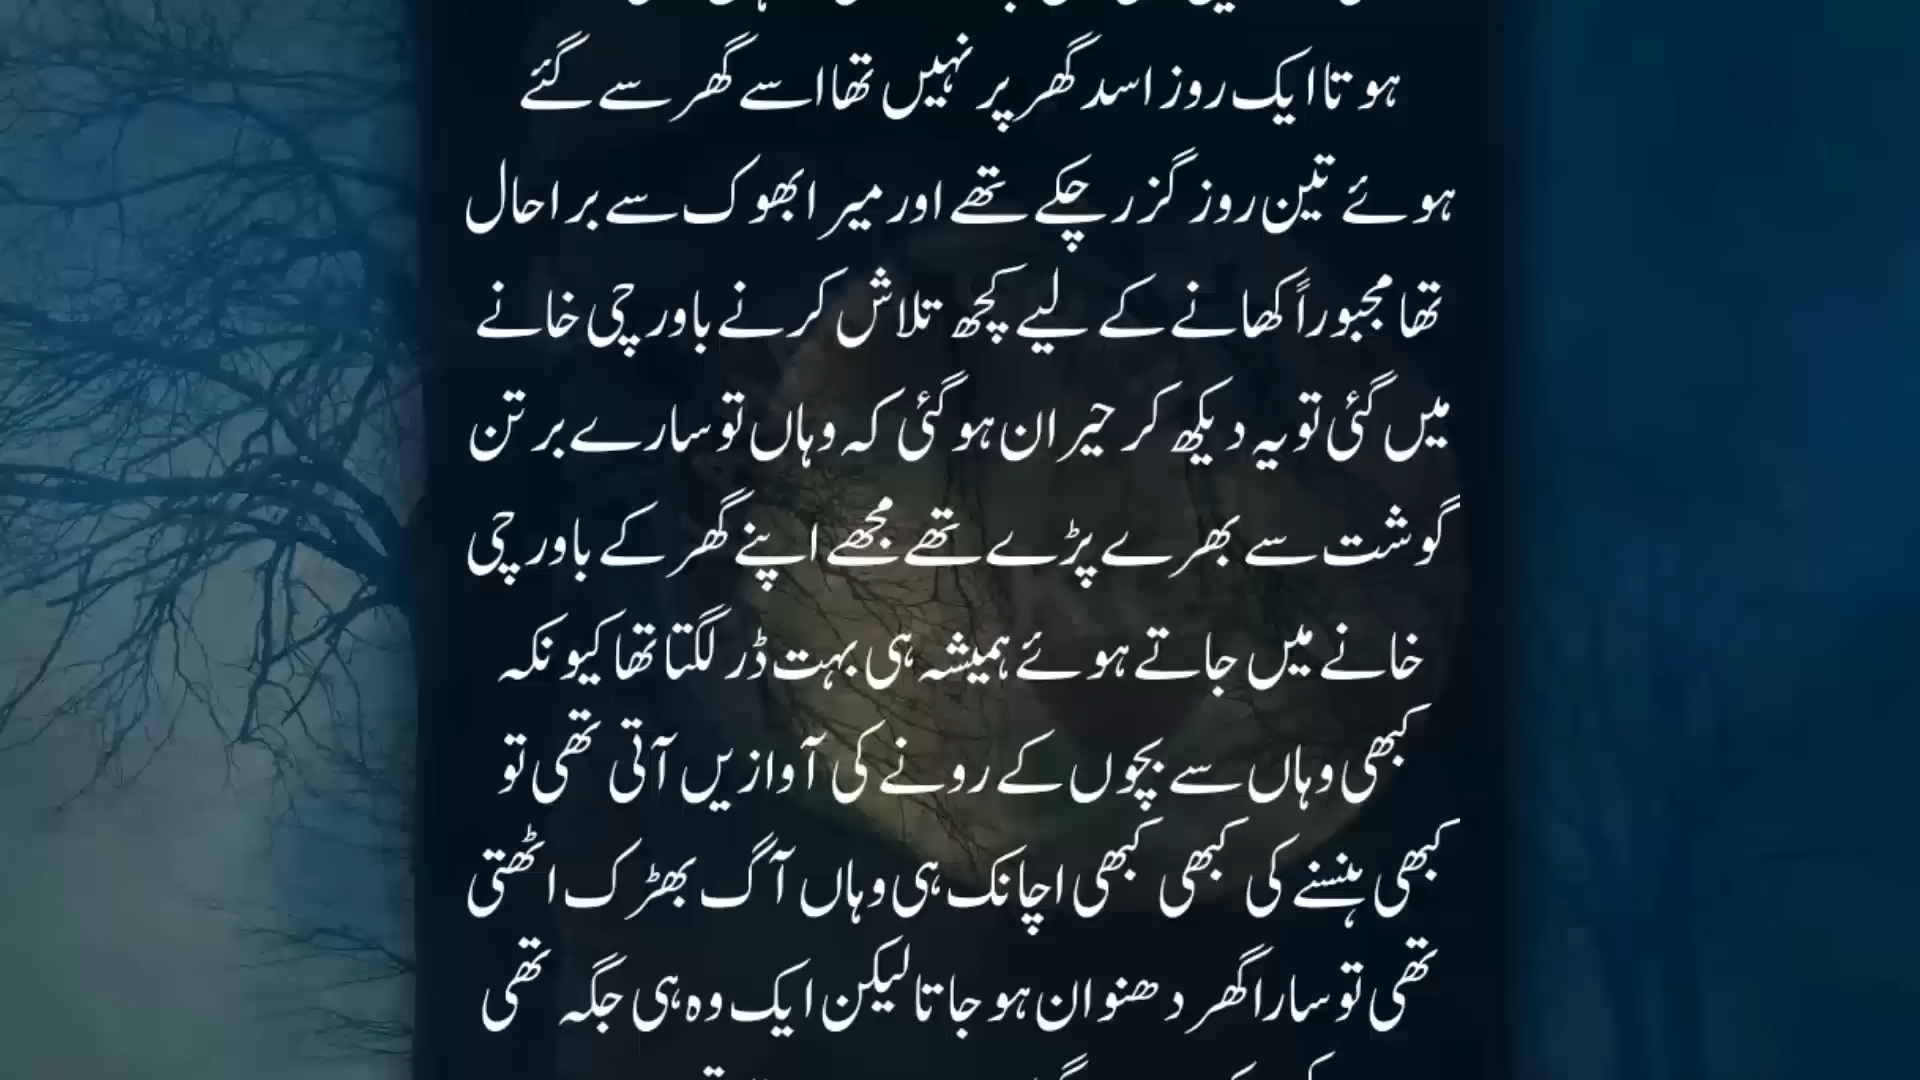 ہوتا ایک روز اسد گھر پر نہیں تھا اسے گھر سے گئے
ہوئے تین روز گزر چکے تھے اور میرا بھوک سے برا حال
تھا مجبوراً کھانے کے لیے کچھ تلاش کرنے باورچی خانے
میں گئی تو یہ دیکھ کر حیران ہو گئی کہ وہاں تو سارے برتن
گوشت سے بھرے پڑے تھے مجھے اپنے گھر کے باورچی
خانے میں جاتے ہوئے ہمیشہ ہی بہت ڈر لگتا تھا کیونکہ
کبھی وہاں سے بچوں کے رونے کی آوازیں آتی تھی تو
کبھی ہنسنے کی کبھی کبھی اچانک ہی وہاں آگ بھڑک اٹھتی
تھی تو سارا گھر دھنواں ہو جاتا لیکن ایک وہ ہی جگہ تھی